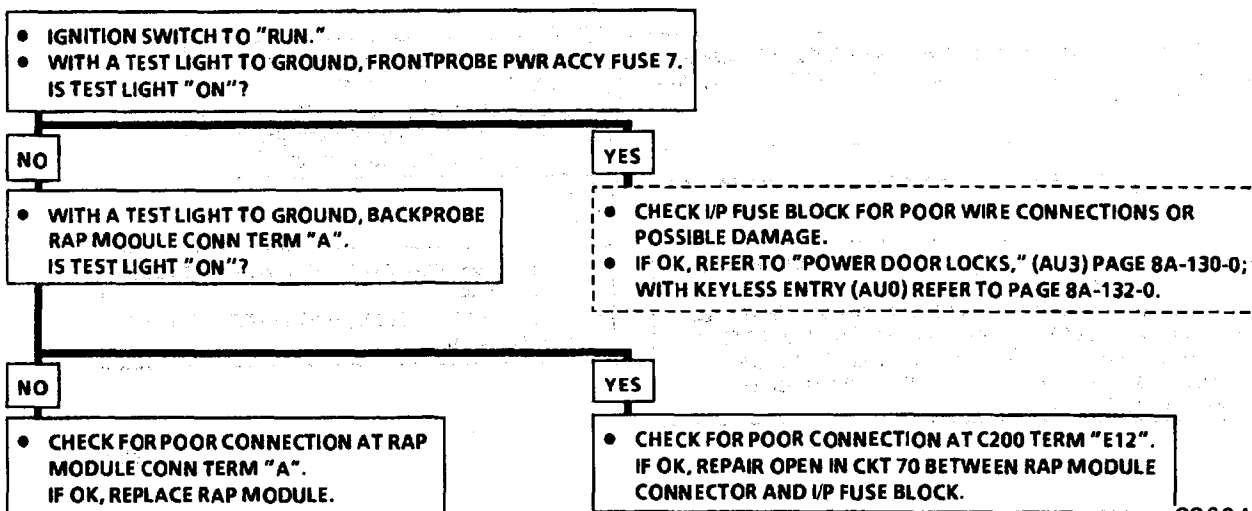 • IGNITION SWITCH TO "RUN."
• WITH A TEST LIGHT TO GROUND, FRONTPROBE PWR ACCY FUSE 7.
IS TEST LIGHT "ON"?
NO
YES
• WITH A TEST LIGHT TO GROUND, BACKPROBE
RAP MODULE CONN TERM "A".
IS TEST LIGHT "ON"?
• CHECK I/P FUSE BLOCK FOR POOR WIRE CONNECTIONS OR
POSSIBLE DAMAGE.
• IF OK, REFER TO "POWER DOOR LOCKS," (AU3) PAGE 8A-130-0;
WITH KEYLESS ENTRY (AU0) REFER TO PAGE 8A-132-0.
NO
YES
• CHECK FOR POOR CONNECTION AT RAP
MODULE CONN TERM "A".
IF OK, REPLACE RAP MODULE.
• CHECK FOR POOR CONNECTION AT C200 TERM "E12".
IF OK, REPAIR OPEN IN CKT 70 BETWEEN RAP MODULE
CONNECTOR AND I/P FUSE BLOCK.